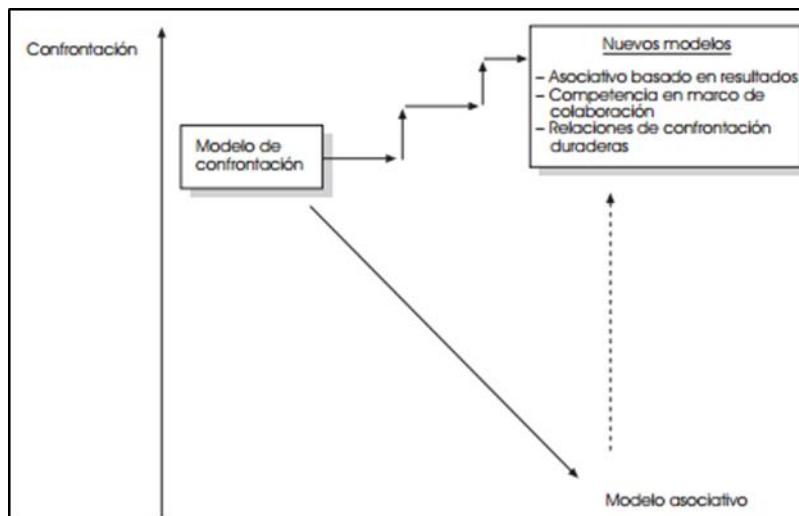 Confrontación
Nuevos modelos
– Asociativo basado en resultados
– Competencia en marco de
colaboración
– Relaciones de confrontación
duraderas
Modelo de
confrontación
Modelo asociativo